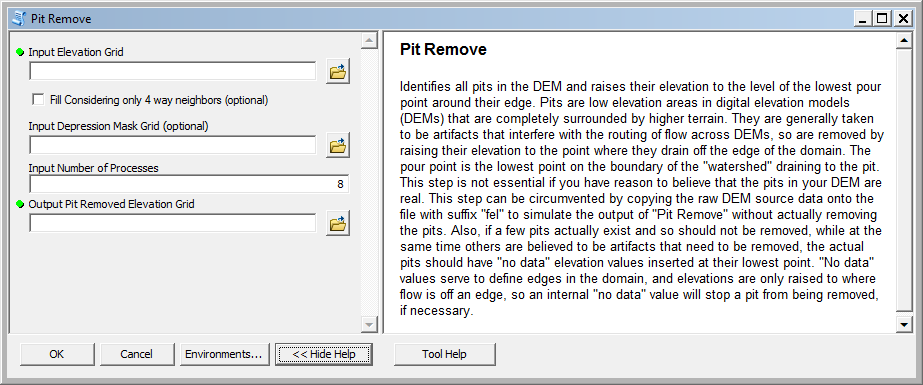 Pit Remove
Input Elevation Grid
Fill Considering only 4 way neighbors (optional)
Input Depression Mask Grid (optional)
Input Number of Processes
8
Output Pit Removed Elevation Grid
Pit Remove
Identifies all pits in the DEM and raises their elevation to the level of the lowest pour
point around their edge. Pits are low elevation areas in digital elevation models
(DEMs) that are completely surrounded by higher terrain. They are generally taken
to be artifacts that interfere with the routing of flow across DEMs, so are removed by
raising their elevation to the point where they drain off the edge of the domain. The
pour point is the lowest point on the boundary of the "watershed" draining to the pit.
This step is not essential if you have reason to believe that the pits in your DEM are
real. This step can be circumvented by copying the raw DEM source data onto the
file with suffix "fel" to simulate the output of "Pit Remove" without actually removing
the pits. Also, if a few pits actually exist and so should not be removed, while at the
same time others are believed to be artifacts that need to be removed, the actual
pits should have "no data" elevation values inserted at their lowest point. "No data"
values serve to define edges in the domain, and elevations are only raised to where
flow is off an edge, so an internal "no data" value will stop a pit from being removed,
if necessary.
OK
Cancel
Environments...
<< Hide Help
Tool Help